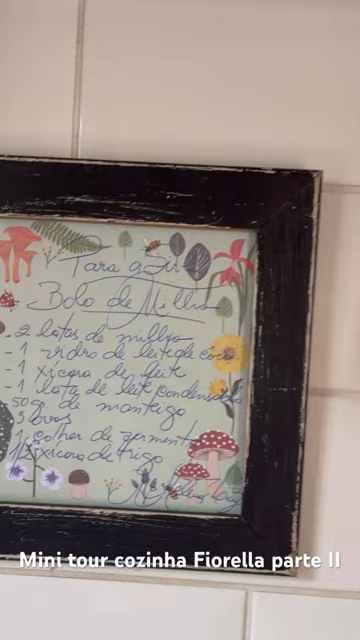 Para a
Bolo de Milho
- 2 latas de milho
- 1 vidro de leite de coco
- 1 xícara de leite
- 1 lata de leite condensado
50gr de manteiga
3 ovos
1 colher de fermento
1/2 xícara de trigo
Mini tour cozinha Fiorella parte II